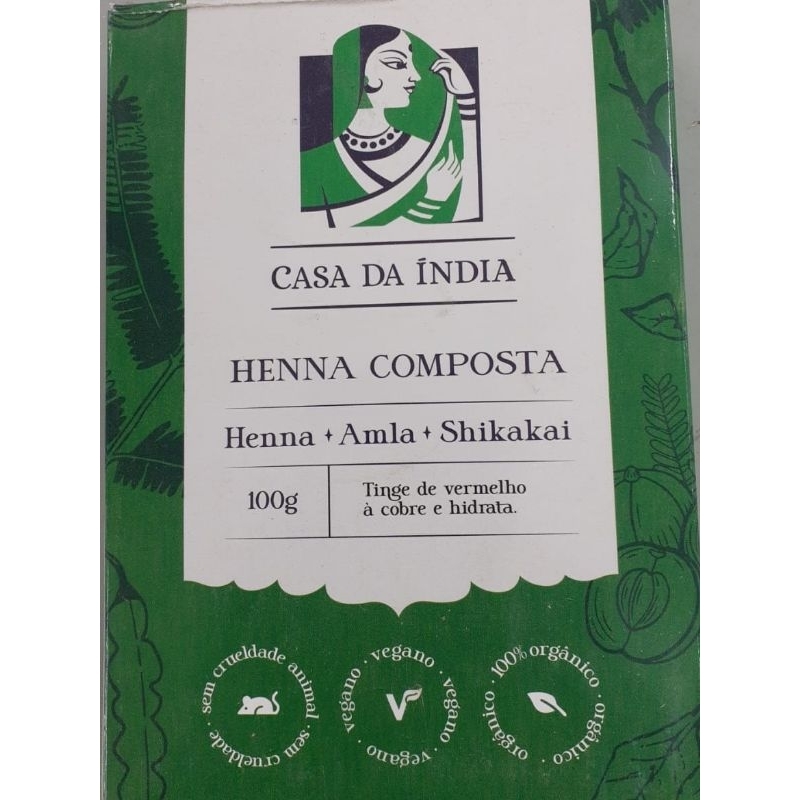 CASA DA ÍNDIA
HENNA COMPOSTA
Henna + Amla + Shikakai
100g
Tinge de vermelho
à cobre e hidrata.
sem crueldade animal · sem crueldade ·
vegano · vegano · vegano · vegano ·
100% orgânico · orgânico · orgânico ·
V